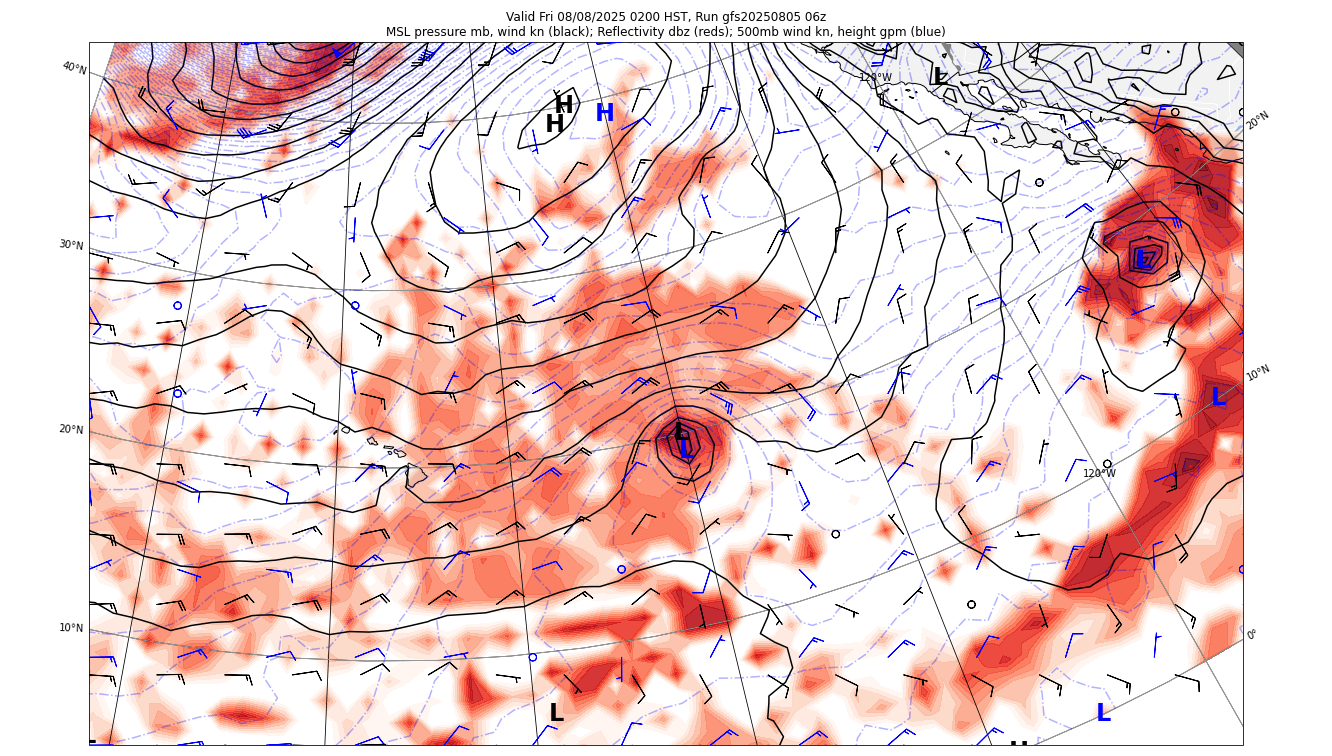 Valid Fri 08/08/2025 0200 HST, Run gfs20250805 06z
MSL pressure mb, wind kn (black); Reflectivity dbz (reds); 500mb wind kn, height gpm (blue)
L
40°N
120°W
L
H
H
H
20°N
30°N
L
10°N
L
20°N
L
L
120°W
10°N
0°
L
L
L
H